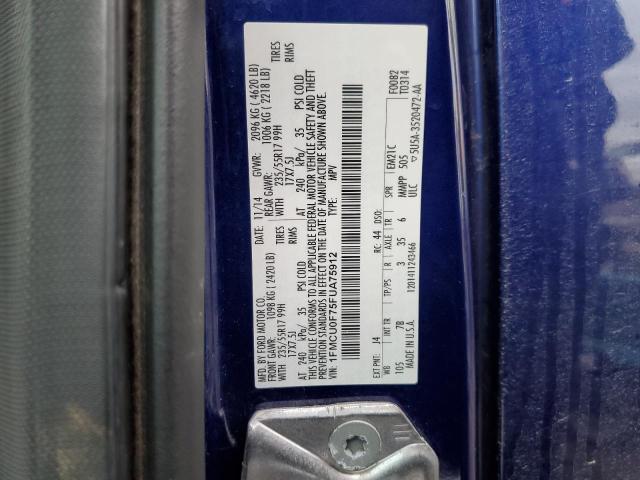 MFD. BY FORD MOTOR CO.
DATE: 11/14 GVWR: 2096 KG ( 4620 LB)
FRONT GAWR: 1098 KG ( 2420 LB) REAR GAWR: 1006 KG ( 2218 LB)
WITH 235/55R17 99H TIRES WITH 235/55R17 99H TIRES
17X7.5J RIMS 17X7.5J RIMS
AT 240 kPa/ 35 PSI COLD AT 240 kPa/ 35 PSI COLD
THIS VEHICLE CONFORMS TO ALL APPLICABLE FEDERAL MOTOR VEHICLE SAFETY AND THEFT
PREVENTION STANDARDS IN EFFECT ON THE DATE OF MANUFACTURE SHOWN ABOVE.
VIN: 1FMCU0F75FUA75912 TYPE: MPV
F0082
T0314
EXT PNT: J4 RC: 44 DSO:
WB INT TR TP/PS R AXLE TR SPR EM21C
105 7B 3 35 6 MMPP 505
MADE IN U.S.A. 1201411243466 ULC ▽ 5U5A-3520472-AA